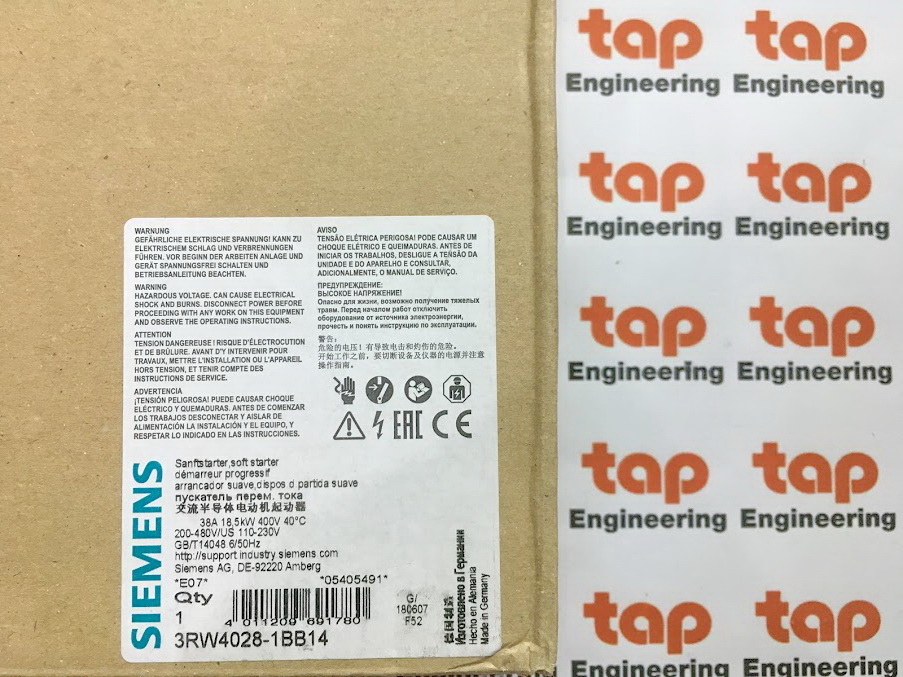 WARNUNG
GEFÄHRLICHE ELEKTRISCHE SPANNUNG! KANN ZU
ELEKTRISCHEM SCHLAG UND VERBRENNUNGEN
FÜHREN. VOR BEGINN DER ARBEITEN ANLAGE UND
GERÄT SPANNUNGSFREI SCHALTEN UND
BETRIEBSANLEITUNG BEACHTEN.
WARNING
HAZARDOUS VOLTAGE. CAN CAUSE ELECTRICAL
SHOCK AND BURNS. DISCONNECT POWER BEFORE
PROCEEDING WITH ANY WORK ON THIS EQUIPMENT
AND OBSERVE THE OPERATING INSTRUCTIONS.
ATTENTION
TENSION DANGEREUSE ! RISQUE D'ÉLECTROCUTION
ET DE BRÛLURE. AVANT D'Y INTERVENIR POUR
TRAVAUX, METTRE L'INSTALLATION OU L'APPAREIL
HORS TENSION, ET TENIR COMPTE DES
INSTRUCTIONS DE SERVICE.
ADVERTENCIA
¡TENSIÓN PELIGROSA! PUEDE CAUSAR CHOQUE
ELÉCTRICO Y QUEMADURAS. ANTES DE COMENZAR
LOS TRABAJOS DESCONECTAR Y AISLAR DE
ALIMENTACIÓN LA INSTALACIÓN Y EL EQUIPO, Y
RESPETAR LO INDICADO EN LAS INSTRUCCIONES.
AVISO
TENSÃO ELÉTRICA PERIGOSA! PODE CAUSAR UM
CHOQUE ELÉTRICO E QUEIMADURAS. ANTES DE
INICIAR OS TRABALHOS, DESLIGUE A TENSÃO DA
UNIDADE E DO APARELHO E CONSULTAR,
ADICIONALMENTE, O MANUAL DE SERVIÇO.
ПРЕДУПРЕЖДЕНИЕ:
ВЫСОКОЕ НАПРЯЖЕНИЕ!
Опасно для жизни, возможно получение тяжелых
травм. Перед началом работ отключить
оборудование от источника электроэнергии,
прочесть и понять инструкцию по эксплуатации.
警告:
危险的电压! 有导致电击和灼伤的危险。
开始工作之前，要切断设备及仪器的电源并注意
操作指南。
EAC CE
SIEMENS
Sanftstarter,soft starter
démarreur progressif
arrancador suave,dispos d partida suave
пускатель перем. тока
交流半导体电动机起动器
38A 18,5kW 400V 40°C
200-480V/US 110-230V
GB/T14048 6/50Hz
http://support industry siemens com
Siemens AG, DE-92220 Amberg
*E07* *05405491*
Qty
1
4 011209 691780
3RW4028-1BB14
G/
180607
F52
德国制造
Изготовлено в Германии
Hecho en Alemania
Made in Germany
tap tap
Engineering Engineering
tap tap
Engineering Engineering
tap tap
Engineering Engineering
tap tap
Engineering Engineering
tap tap
Engineering Engineering